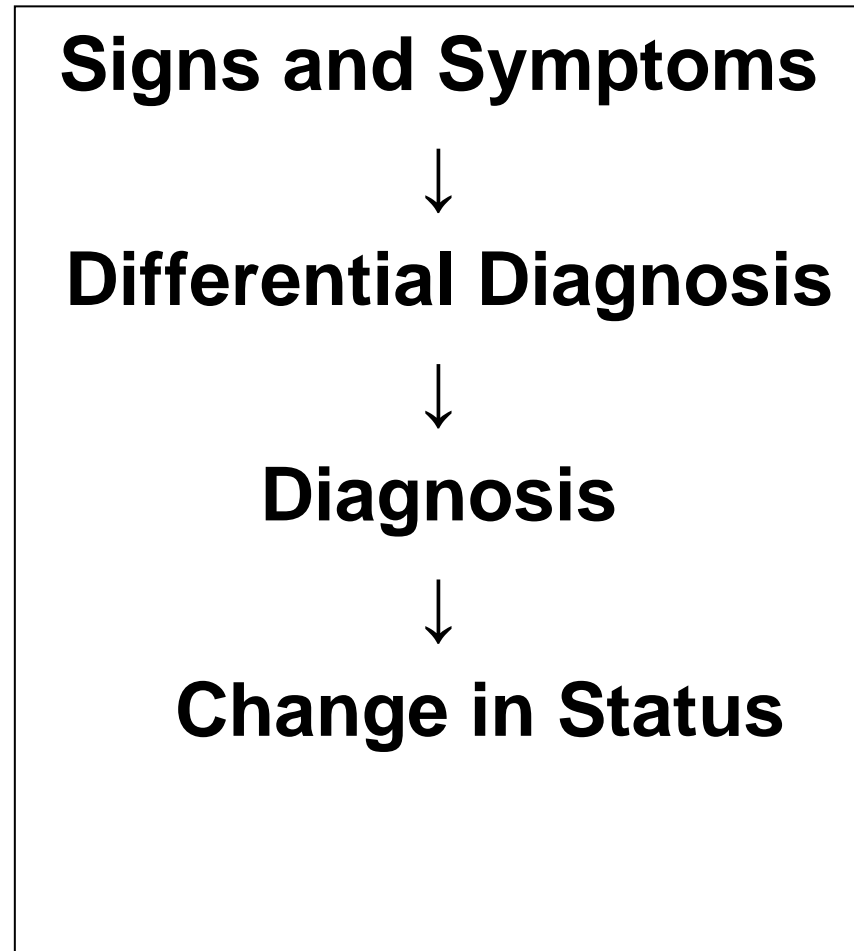 Signs and Symptoms
↓
Differential Diagnosis
↓
Diagnosis
↓
Change in Status